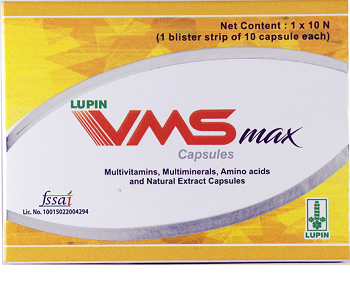 Net Content : 1 x 10 N
(1 blister strip of 10 capsule each)
LUPIN
VMS max
Capsules
Multivitamins, Multiminerals, Amino acids
and Natural Extract Capsules
fssai
Lic. No. 10015022004294
LUPIN